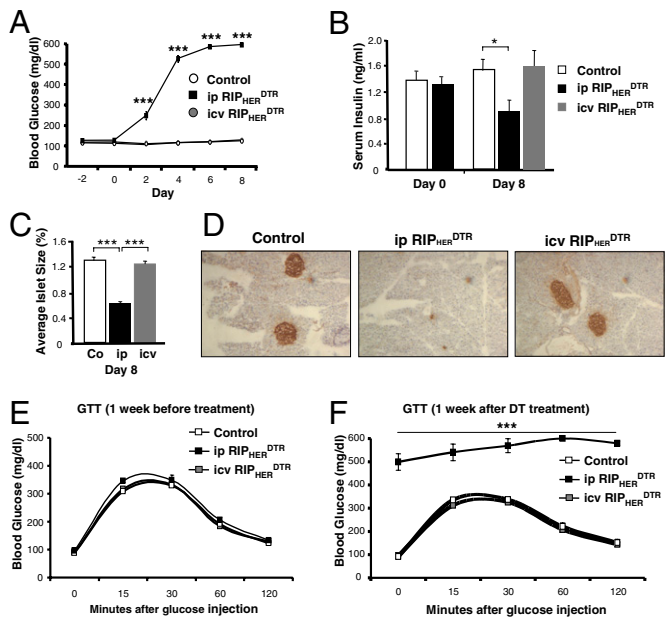 A
Blood Glucose (mg/dl)
600
500
400
300
200
100
0
-2 0 2 4 6 8
Day
***
***
***
***
Control
ip RIPHERDTR
icv RIPHERDTR
B
Serum Insulin (ng/ml)
2.0
1.6
1.2
0.8
0.4
0
Day 0 Day 8
*
Control
ip RIPHERDTR
icv RIPHERDTR
C
Average Islet Size (%)
1.6
1.2
0.8
0.4
0
*** ***
Co ip icv
Day 8
D
Control ip RIPHERDTR icv RIPHERDTR
E
GTT (1 week before treatment)
Blood Glucose (mg/dl)
500
400
300
200
100
0
0 15 30 60 120
Minutes after glucose injection
Control
ip RIPHERDTR
icv RIPHERDTR
F
GTT (1 week after DT treatment)
***
Blood Glucose (mg/dl)
600
500
400
300
200
100
0
0 15 30 60 120
Minutes after glucose injection
Control
ip RIPHERDTR
icv RIPHERDTR